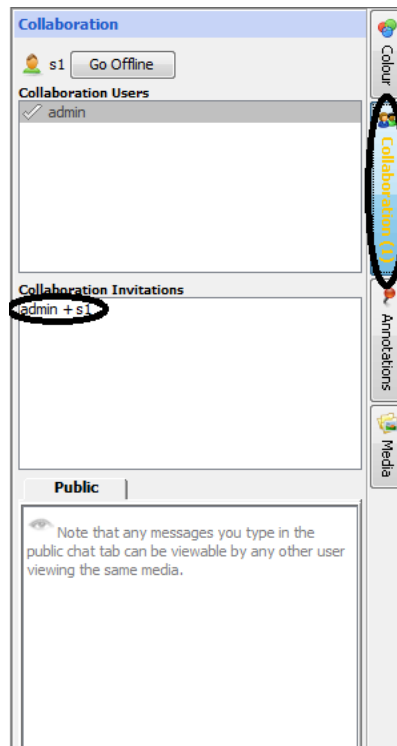 Collaboration
s1 Go Offline
Collaboration Users
admin
Collaboration Invitations
admin + s1
Public
Note that any messages you type in the
public chat tab can be viewable by any other user
viewing the same media.
Colour
Collaboration (1)
Annotations
Media